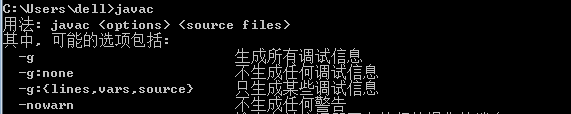 C:\Users\dell>javac
用法: javac <options> <source files>
其中, 可能的选项包括:
-g 生成所有调试信息
-g:none 不生成任何调试信息
-g:{lines,vars,source} 只生成某些调试信息
-nowarn 不生成任何警告